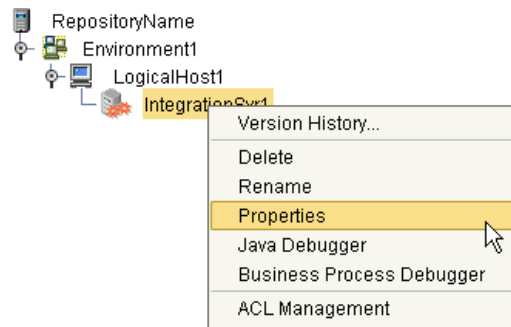 RepositoryName
Environment1
LogicalHost1
IntegrationSvr1
Version History...
Delete
Rename
Properties
Java Debugger
Business Process Debugger
ACL Management